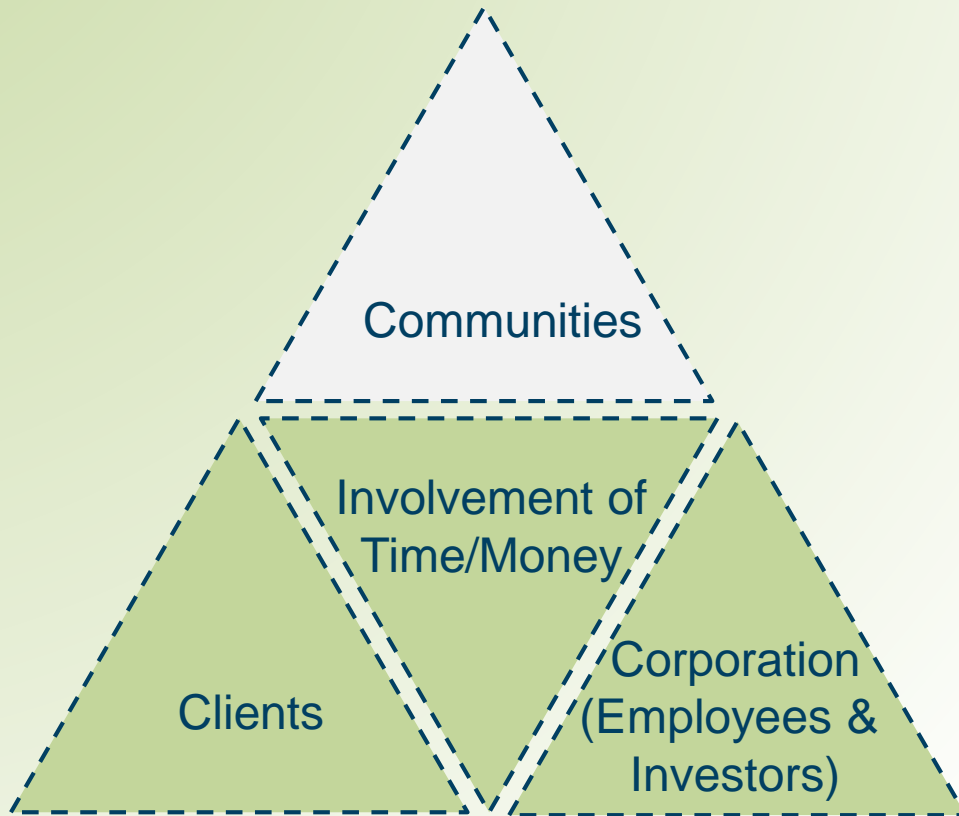 Communities
Involvement of
Time/Money
Clients
Corporation
(Employees &
Investors)